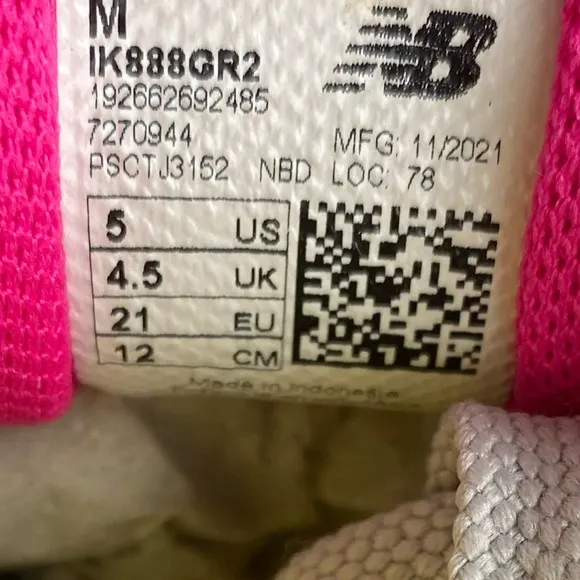 M
NB
IK888GR2
192662692485
7270944 MFG: 11/2021
PSCTJ3152 NBD LOC: 78
5 US
4.5 UK
21 EU
12 CM
Made in Indonesia